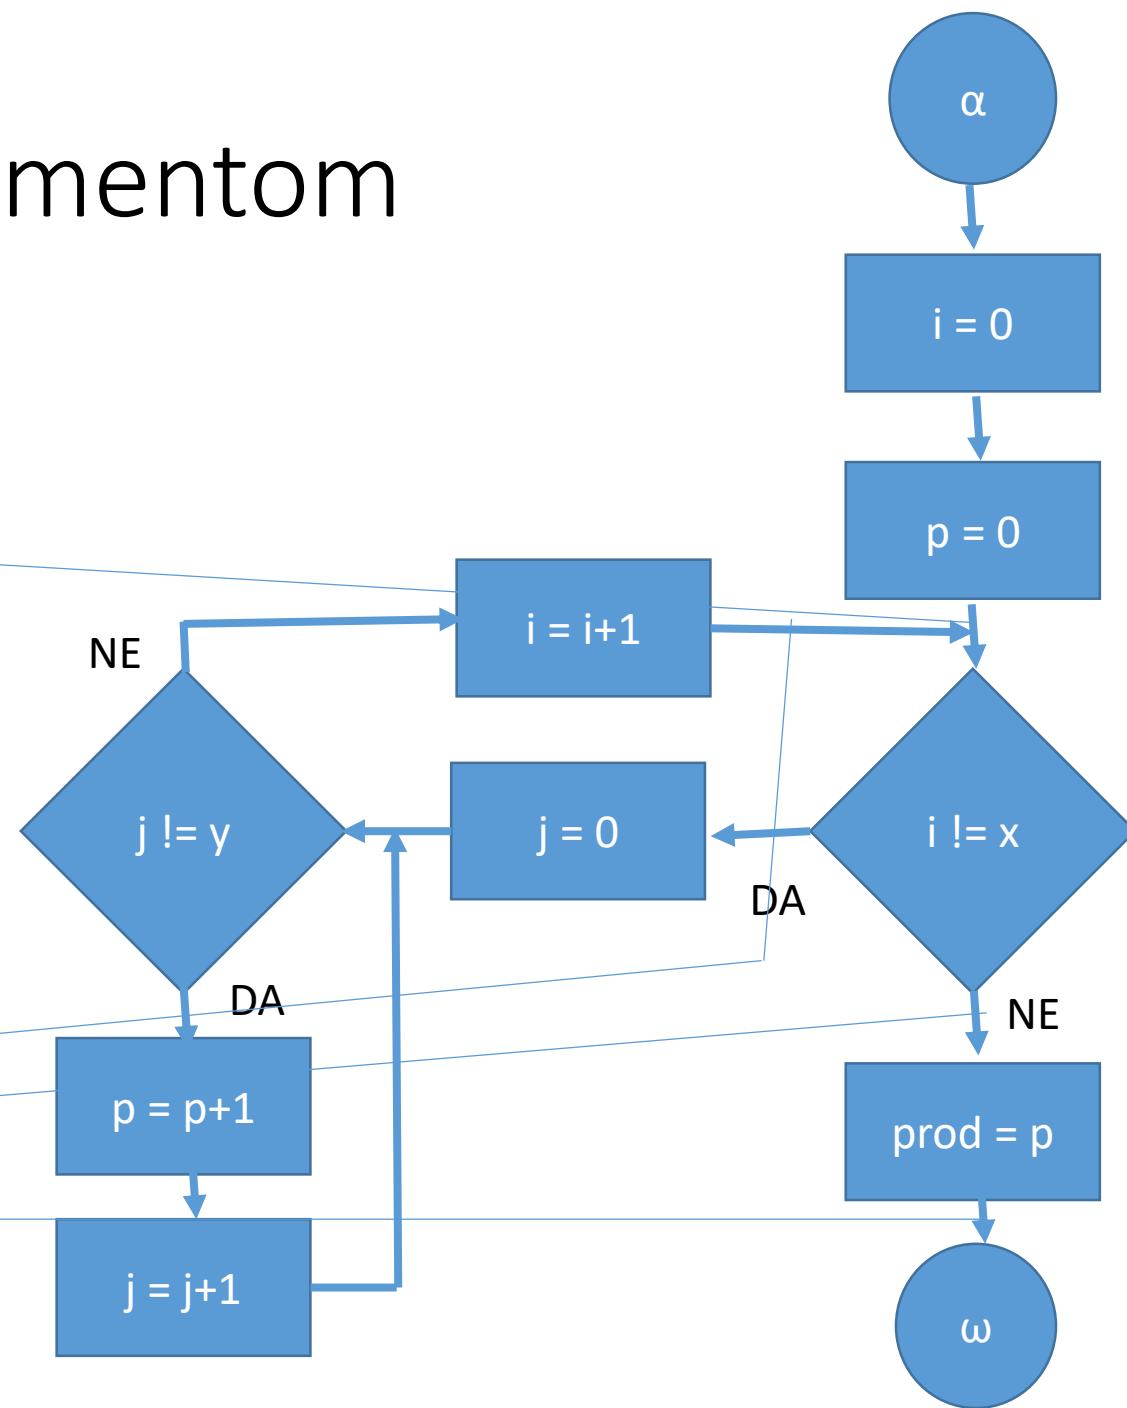 mentom
α
i = 0
p = 0
i = i+1
NE
j != y
j = 0
i != x
DA
DA
NE
p = p+1
prod = p
j = j+1
ω